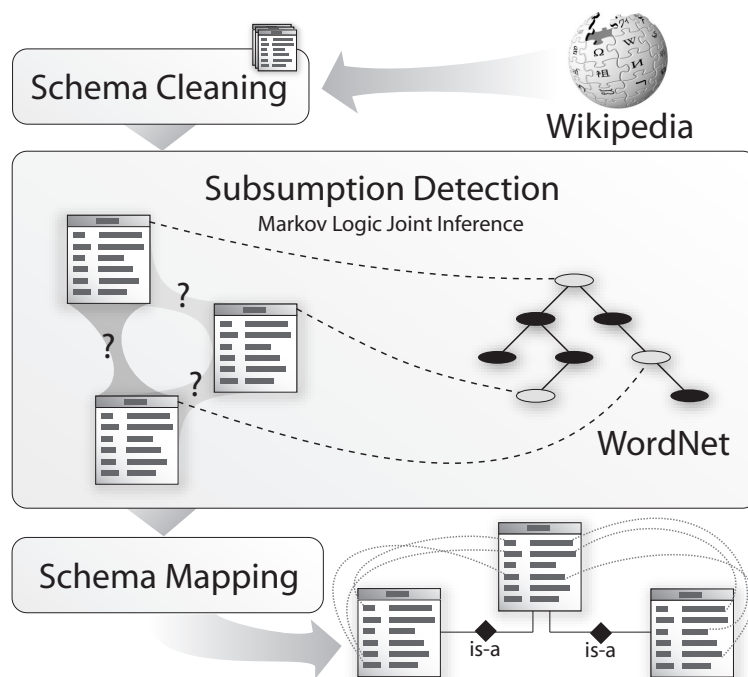 Schema Cleaning
Wikipedia
Subsumption Detection
Markov Logic Joint Inference
?
?
?
WordNet
Schema Mapping
is-a
is-a